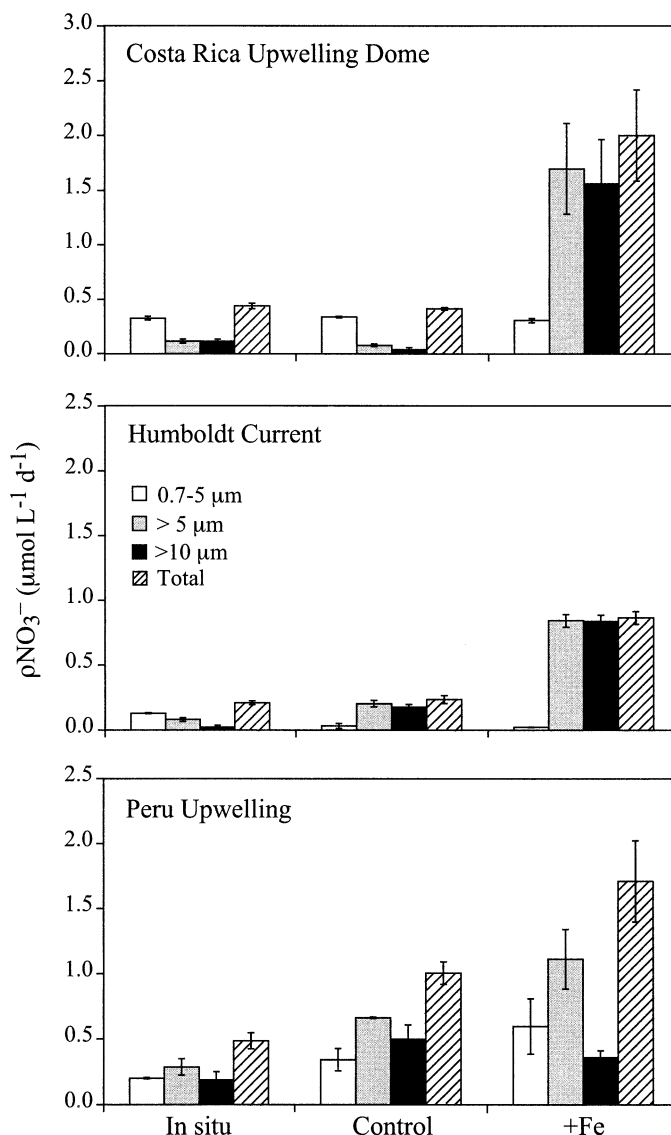 3.0
Costa Rica Upwelling Dome
2.5
2.0
1.5
1.0
0.5
0.0
2.5
Humboldt Current
2.0
0.7-5 μm
> 5 μm
1.5
>10 μm
Total
1.0
0.5
0.0
ρNO₃⁻ (μmol L⁻¹ d⁻¹)
2.5
Peru Upwelling
2.0
1.5
1.0
0.5
0.0
In situ Control +Fe